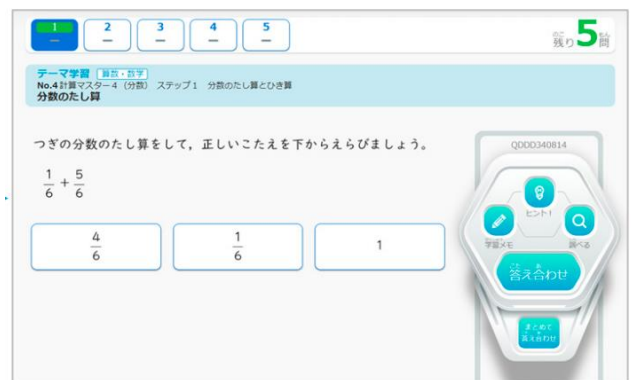 1 2 3 4 5
残り5問
テーマ学習 算数・数学
No.4計算マスター4（分数） ステップ1 分数のたし算とひき算
分数のたし算
つぎの分数のたし算をして，正しいこたえを下からえらびましょう。
1/6 + 5/6
4/6
1/6
1
QDDD340814
ヒント!
学習メモ
調べる
答え合わせ
まとめて
答え合わせ